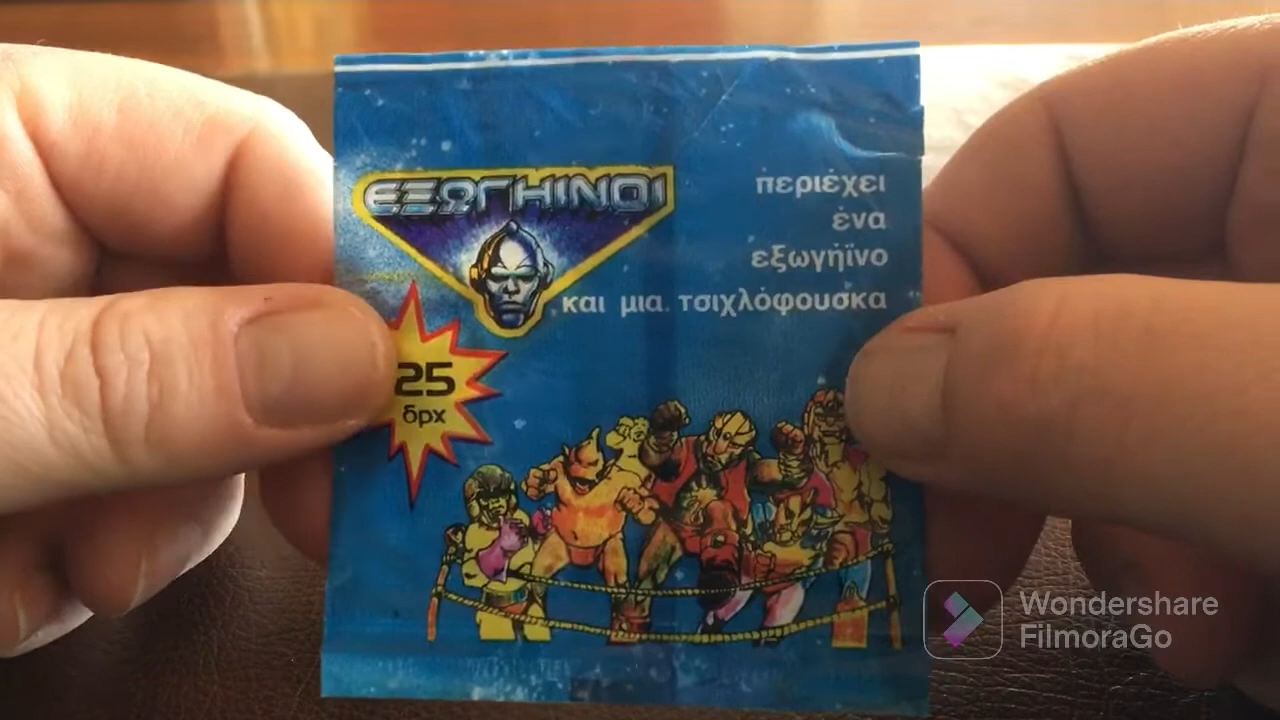 ΕΞΩΓΗΙΝΟΙ
περιέχει
ένα
εξωγήϊνο
και μια τσιχλόφουσκα
25
δρχ
Wondershare
FilmoraGo